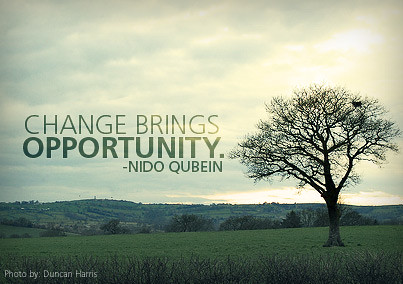 CHANGE BRINGS
OPPORTUNITY.
-NIDO QUBEIN
Photo by: Duncan Harris